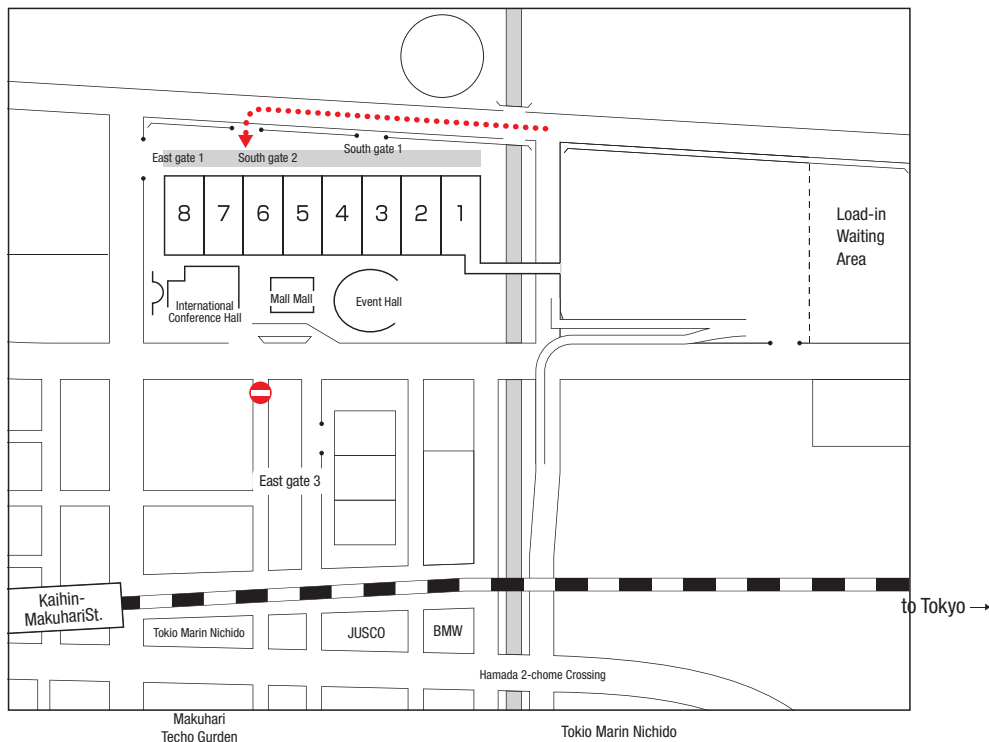 South gate 1
East gate 1
South gate 2
8
7
6
5
4
3
2
1
Load-in
Waiting
Area
International
Conference Hall
Mall Mall
Event Hall
East gate 3
Kaihin-
MakuhariSt.
to Tokyo →
Tokio Marin Nichido
JUSCO
BMW
Hamada 2-chome Crossing
Makuhari
Techo Gurden
Tokio Marin Nichido